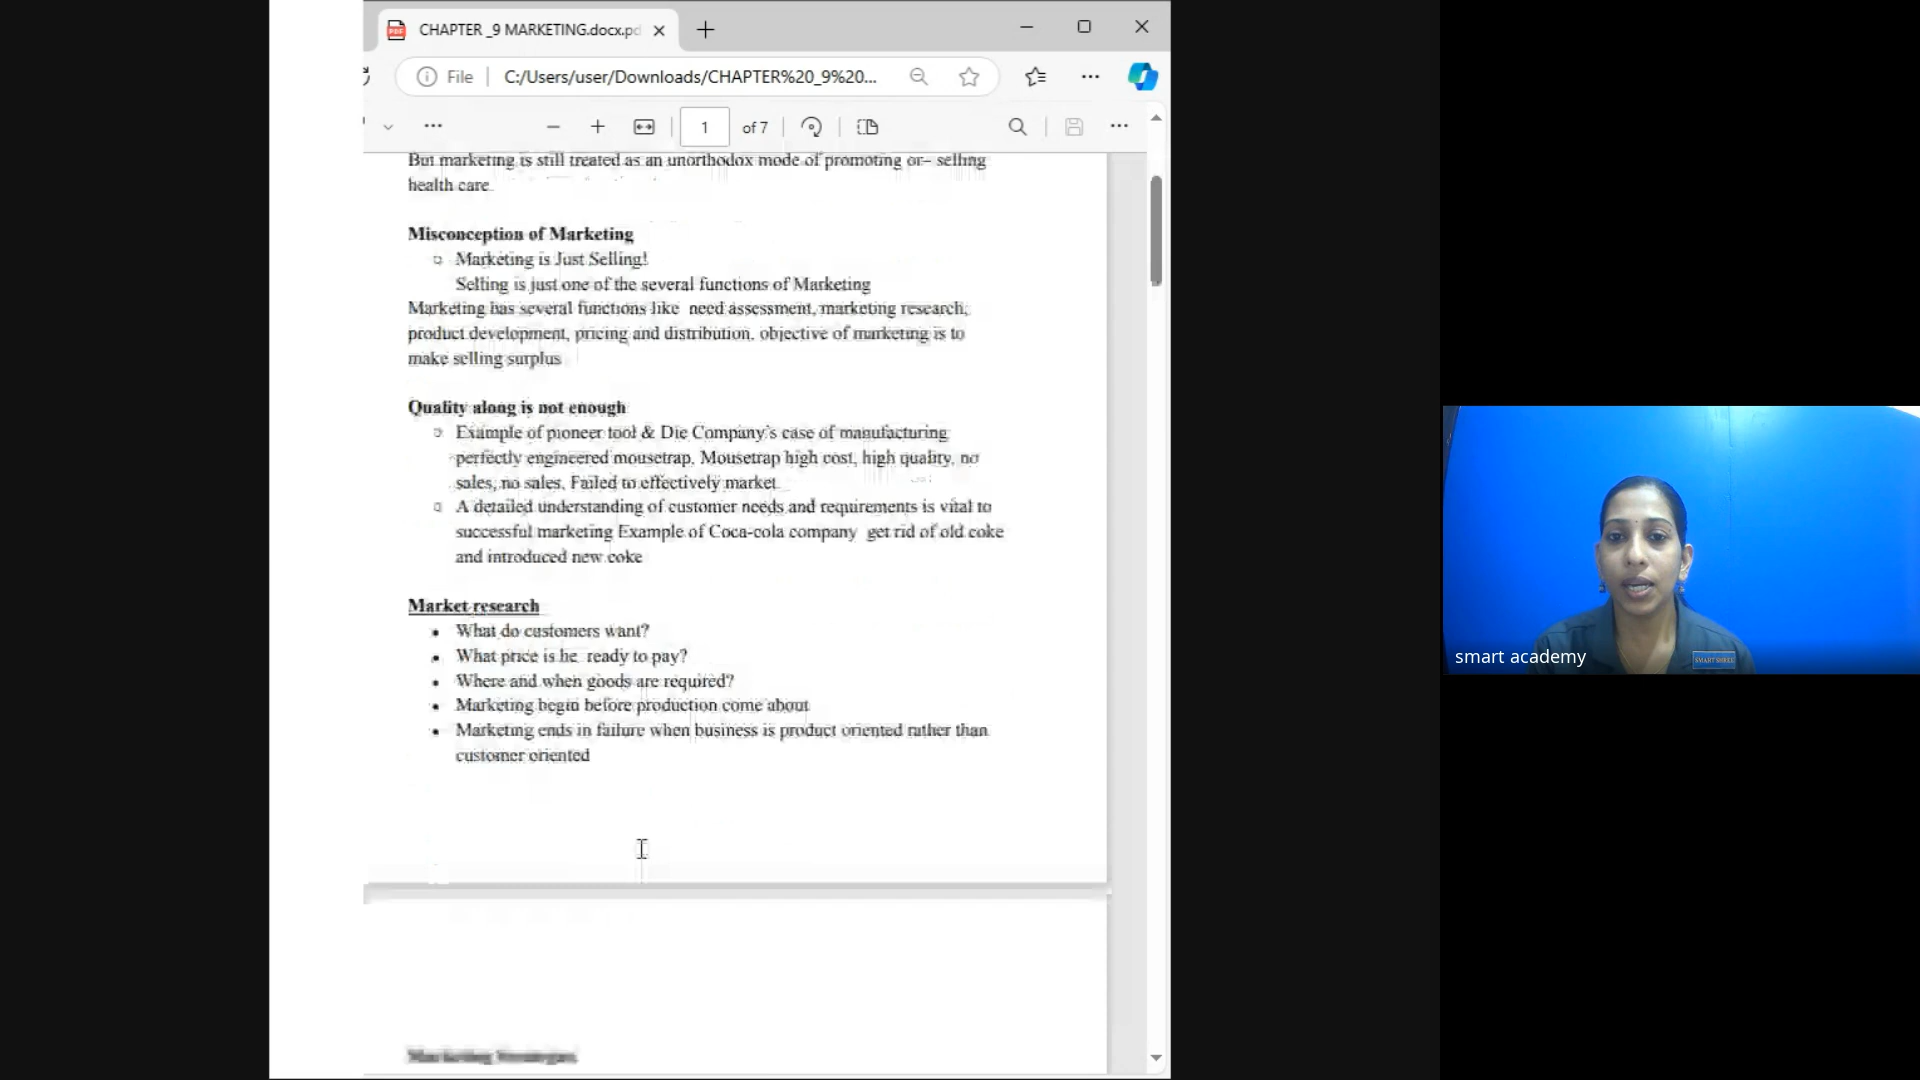 CHAPTER _9 MARKETING.docx.pd
File
C:/Users/user/Downloads/CHAPTER%20_9%20...
1 of 7
But marketing is still treated as an unorthodox mode of promoting or– selling
health care.
Misconception of Marketing
Marketing is Just Selling!
Selling is just one of the several functions of Marketing
Marketing has several functions like need assessment, marketing research,
product development, pricing and distribution. objective of marketing is to
make selling surplus
Quality along is not enough
Example of pioneer tool & Die Company's case of manufacturing
perfectly engineered mousetrap. Mousetrap high cost, high quality, no
sales, no sales. Failed to effectively market
A detailed understanding of customer needs and requirements is vital to
successful marketing Example of Coca-cola company get rid of old coke
and introduced new coke
Market research
What do customers want?
What price is he ready to pay?
Where and when goods are required?
Marketing begin before production come about
Marketing ends in failure when business is product oriented rather than
customer oriented
Marketing Strategies
smart academy